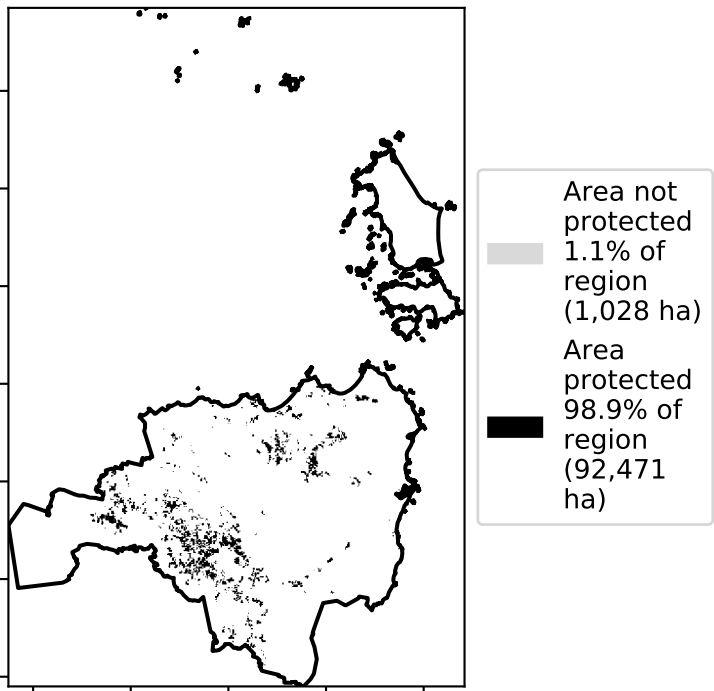 Area not
protected
1.1% of
region
(1,028 ha)
Area
protected
98.9% of
region
(92,471
ha)